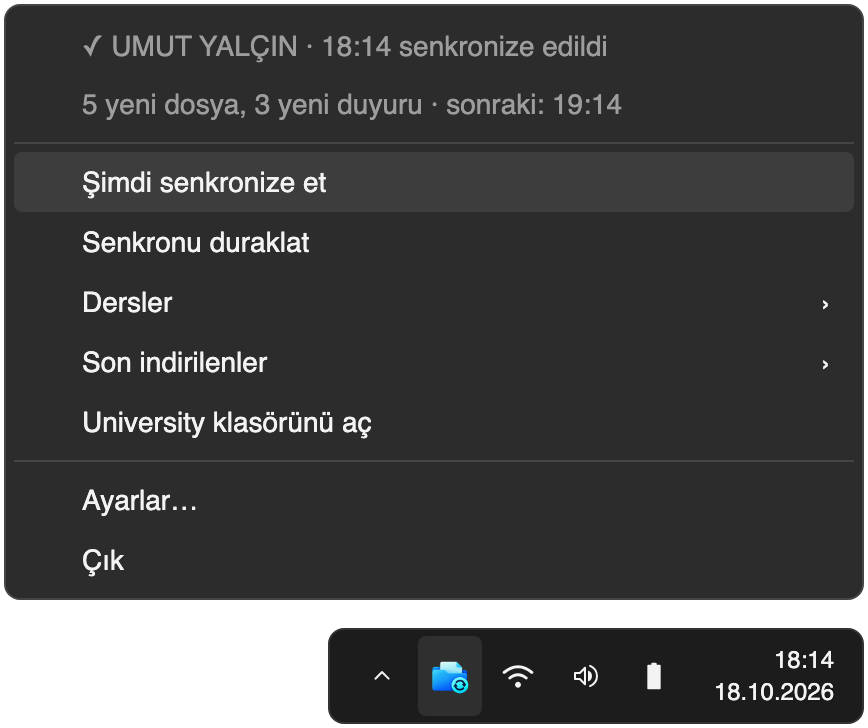 ✓ UMUT YALÇIN · 18:14 senkronize edildi
5 yeni dosya, 3 yeni duyuru · sonraki: 19:14
Şimdi senkronize et
Senkronu duraklat
Dersler
Son indirilenler
University klasörünü aç
Ayarlar…
Çık
18:14
18.10.2026